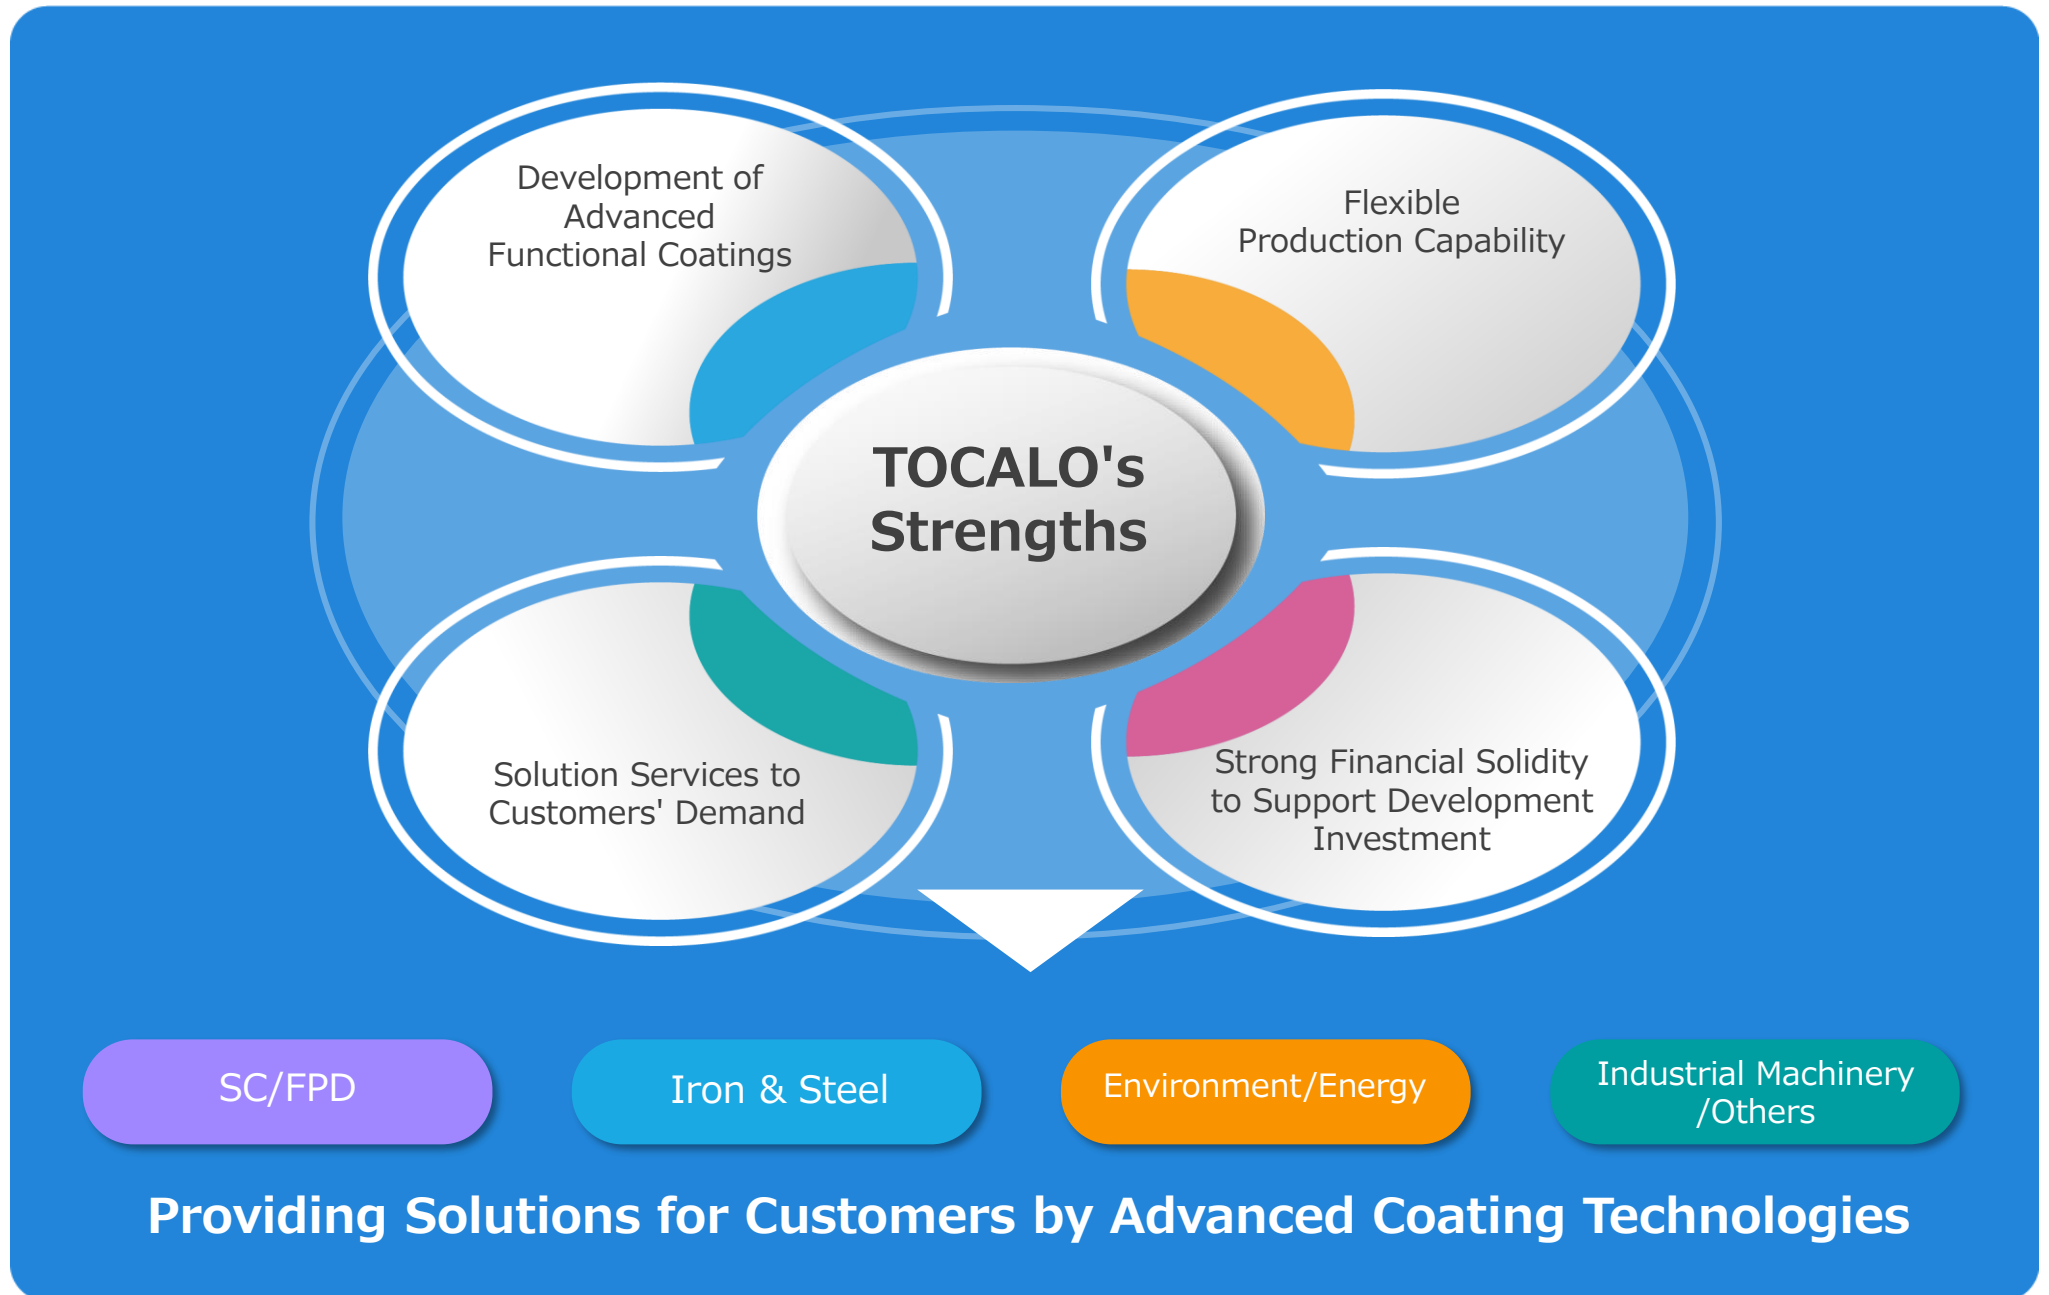 Development of
Advanced
Functional Coatings
Flexible
Production Capability
TOCALO's
Strengths
Solution Services to
Customers' Demand
Strong Financial Solidity
to Support Development
Investment
SC/FPD
Iron & Steel
Environment/Energy
Industrial Machinery
/Others
Providing Solutions for Customers by Advanced Coating Technologies